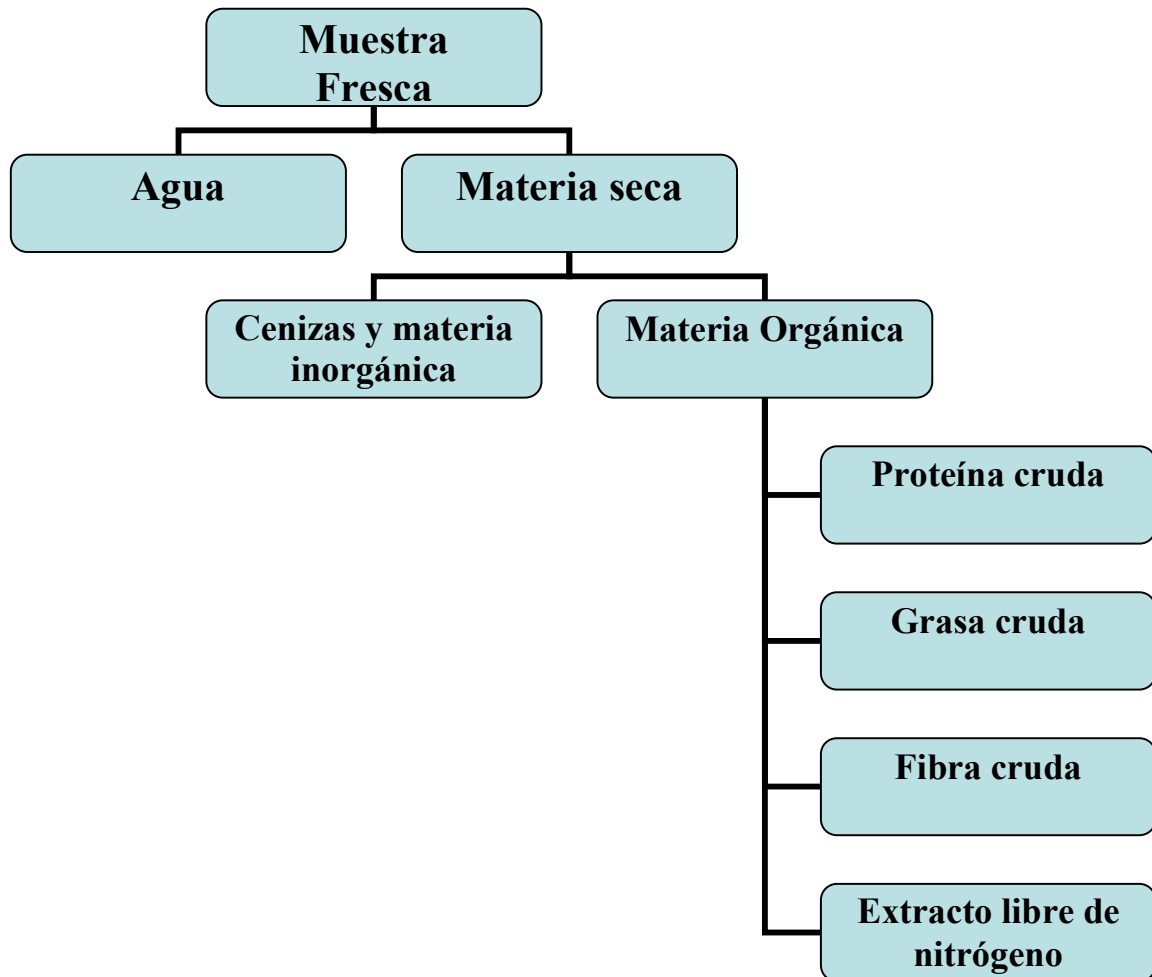 Muestra
Fresca
Agua
Materia seca
Cenizas y materia
inorgánica
Materia Orgánica
Proteína cruda
Grasa cruda
Fibra cruda
Extracto libre de
nitrógeno